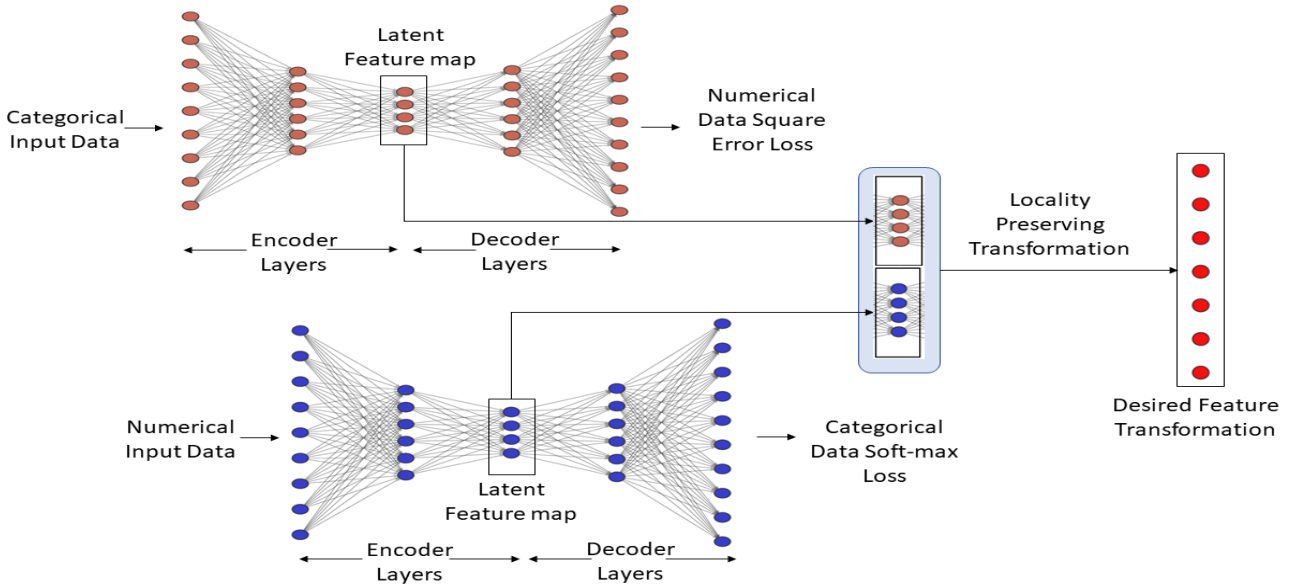 Latent
Feature map
Categorical
Input Data
Numerical
Data Square
Error Loss
Encoder
Layers
Decoder
Layers
Locality
Preserving
Transformation
Desired Feature
Transformation
Numerical
Input Data
Latent
Feature map
Categorical
Data Soft-max
Loss
Encoder
Layers
Decoder
Layers